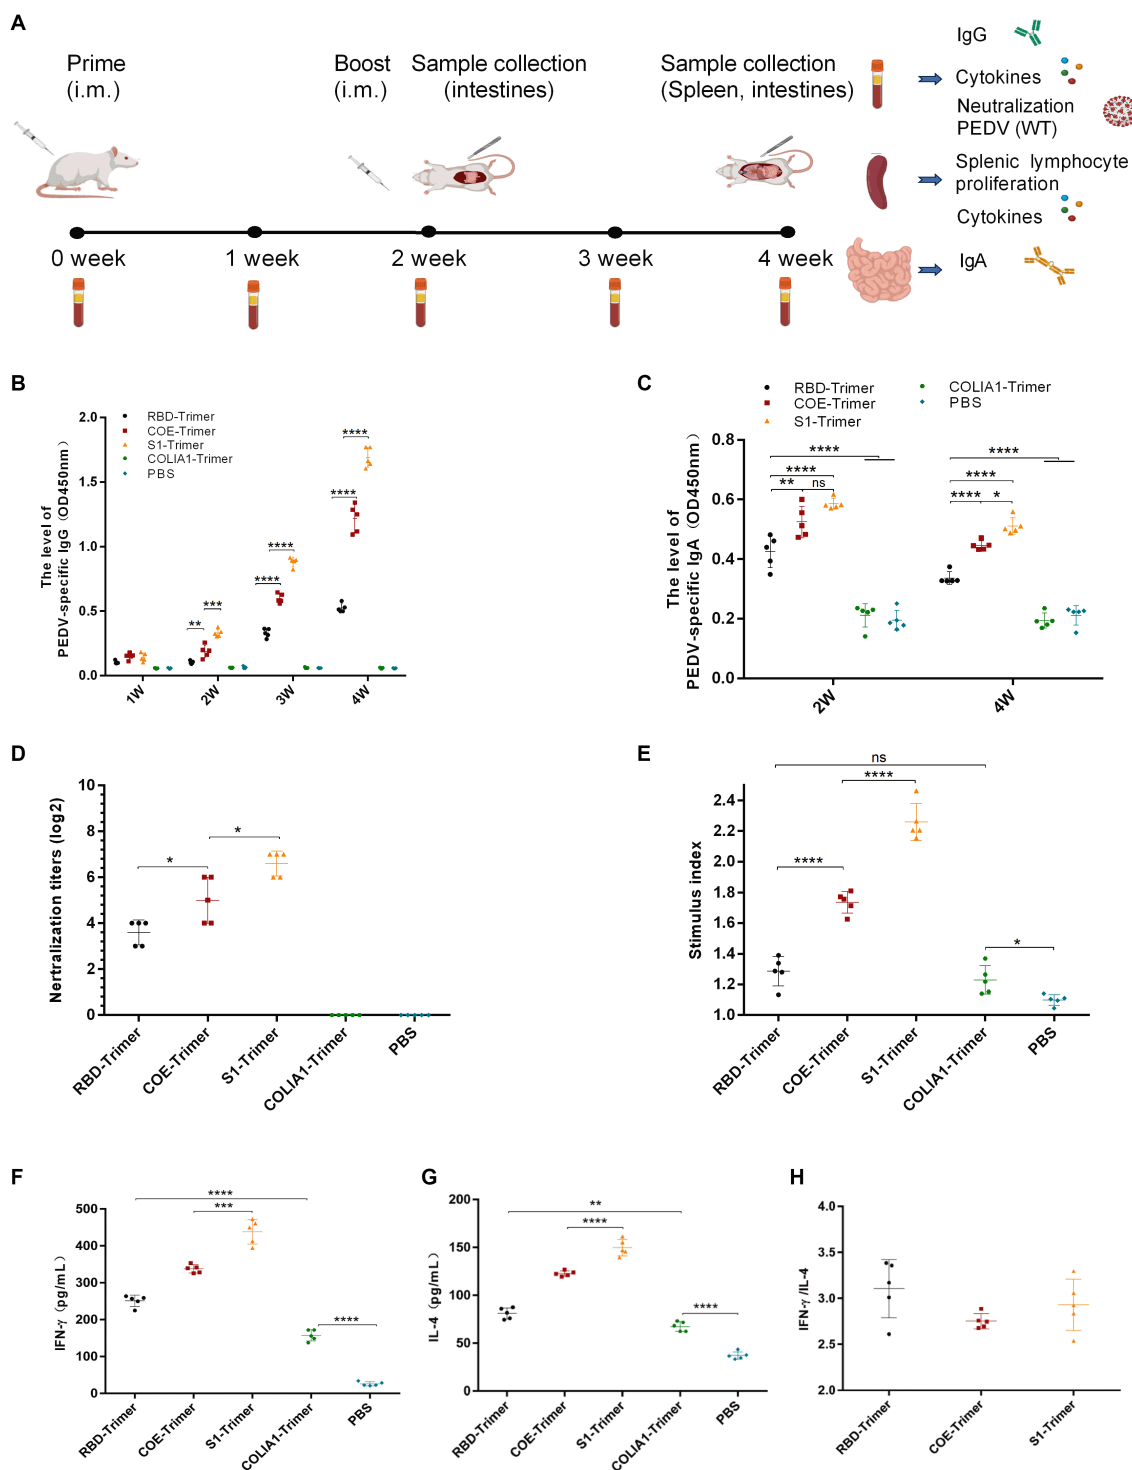 A
Prime
(i.m.)
Boost
(i.m.)
Sample collection
(intestines)
Sample collection
(Spleen, intestines)
IgG
Cytokines
Neutralization
PEDV (WT)
Splenic lymphocyte
proliferation
Cytokines
IgA
0 week
1 week
2 week
3 week
4 week
B
RBD-Trimer
COE-Trimer
S1-Trimer
COLIA1-Trimer
PBS
The level of
PEDV-specific IgG (OD450nm)
2.0
1.5
1.0
0.5
0.0
**
***
****
****
****
****
1W
2W
3W
4W
C
RBD-Trimer
COE-Trimer
S1-Trimer
COLIA1-Trimer
PBS
The level of
PEDV-specific IgA (OD450nm)
0.8
0.6
0.4
0.2
0.0
****
****
**
ns
****
****
****
*
2W
4W
D
Nertralization titers (log2)
10
8
6
4
2
0
*
*
RBD-Trimer
COE-Trimer
S1-Trimer
COLIA1-Trimer
PBS
E
Stimulus index
2.4
2.2
2.0
1.8
1.6
1.4
1.2
1.0
ns
****
****
*
RBD-Trimer
COE-Trimer
S1-Trimer
COLIA1-Trimer
PBS
F
IFN-γ (pg/mL)
500
400
300
200
100
0
****
***
****
RBD-Trimer
COE-Trimer
S1-Trimer
COLIA1-Trimer
PBS
G
IL-4 (pg/mL)
200
150
100
50
0
**
****
****
RBD-Trimer
COE-Trimer
S1-Trimer
COLIA1-Trimer
PBS
H
IFN-γ /IL-4
4.0
3.5
3.0
2.5
2.0
RBD-Trimer
COE-Trimer
S1-Trimer